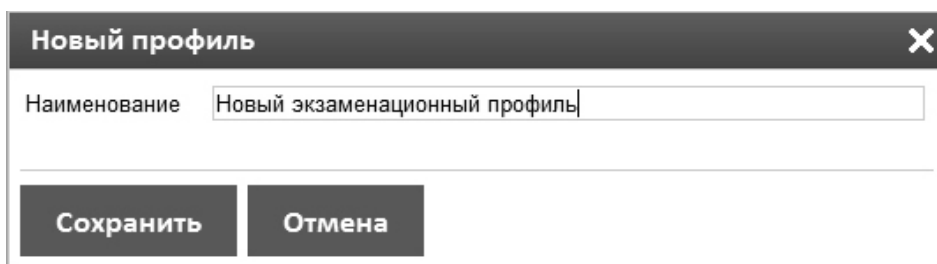 Новый профиль
Наименование Новый экзаменационный профиль
Сохранить Отмена